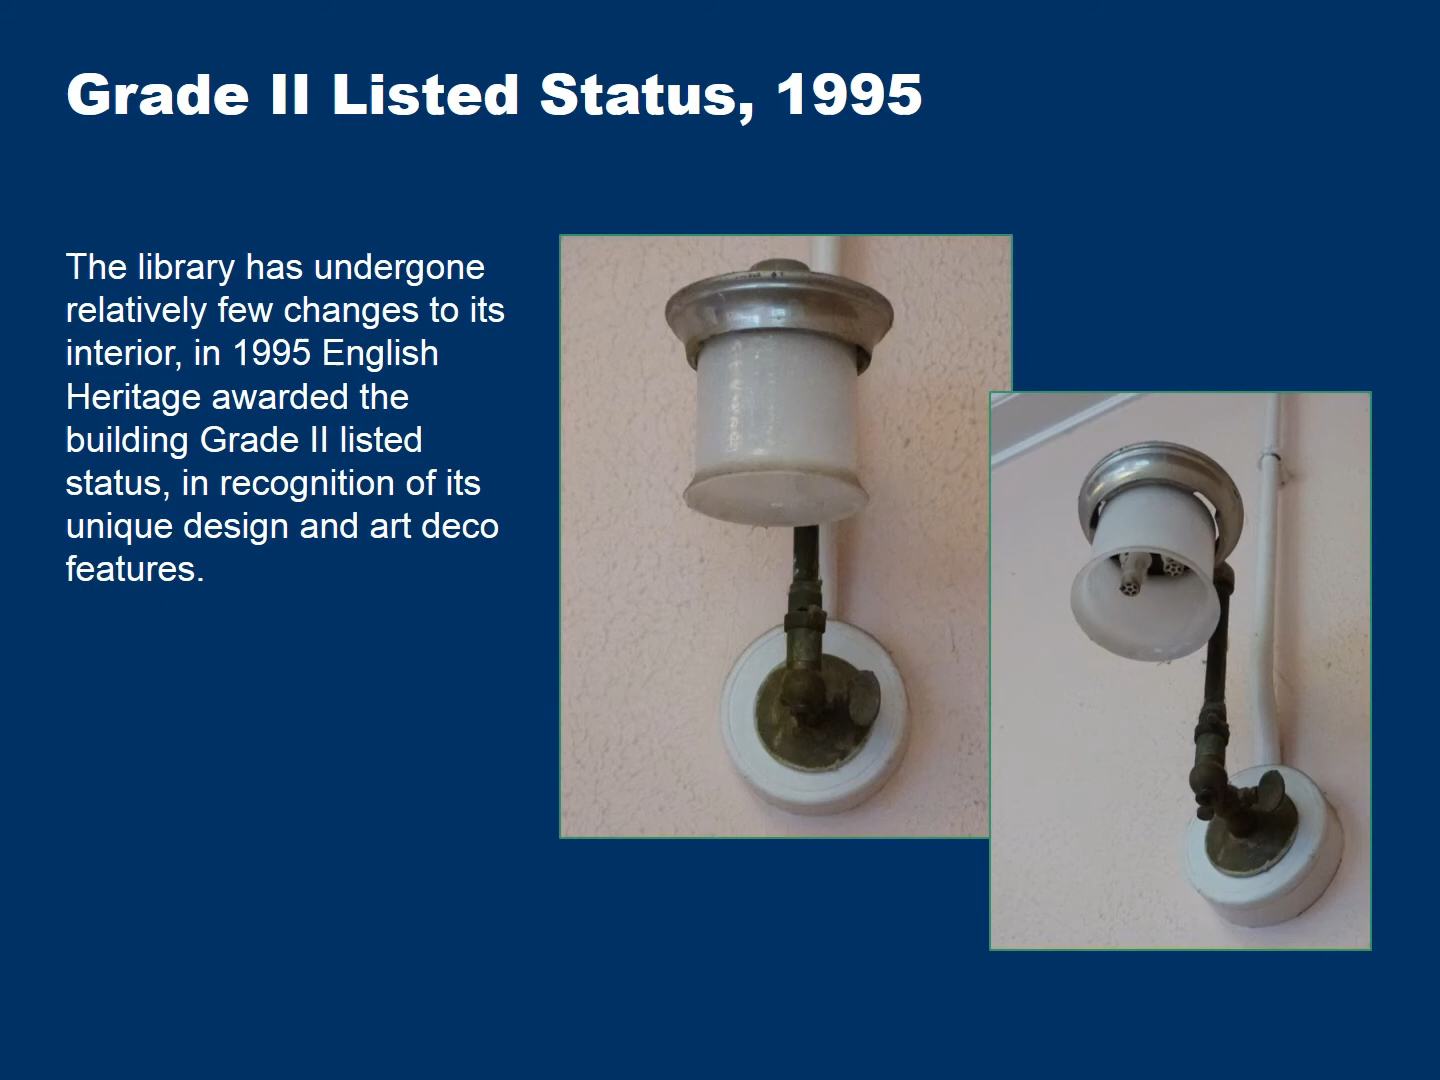 Grade II Listed Status, 1995
The library has undergone
relatively few changes to its
interior, in 1995 English
Heritage awarded the
building Grade II listed
status, in recognition of its
unique design and art deco
features.